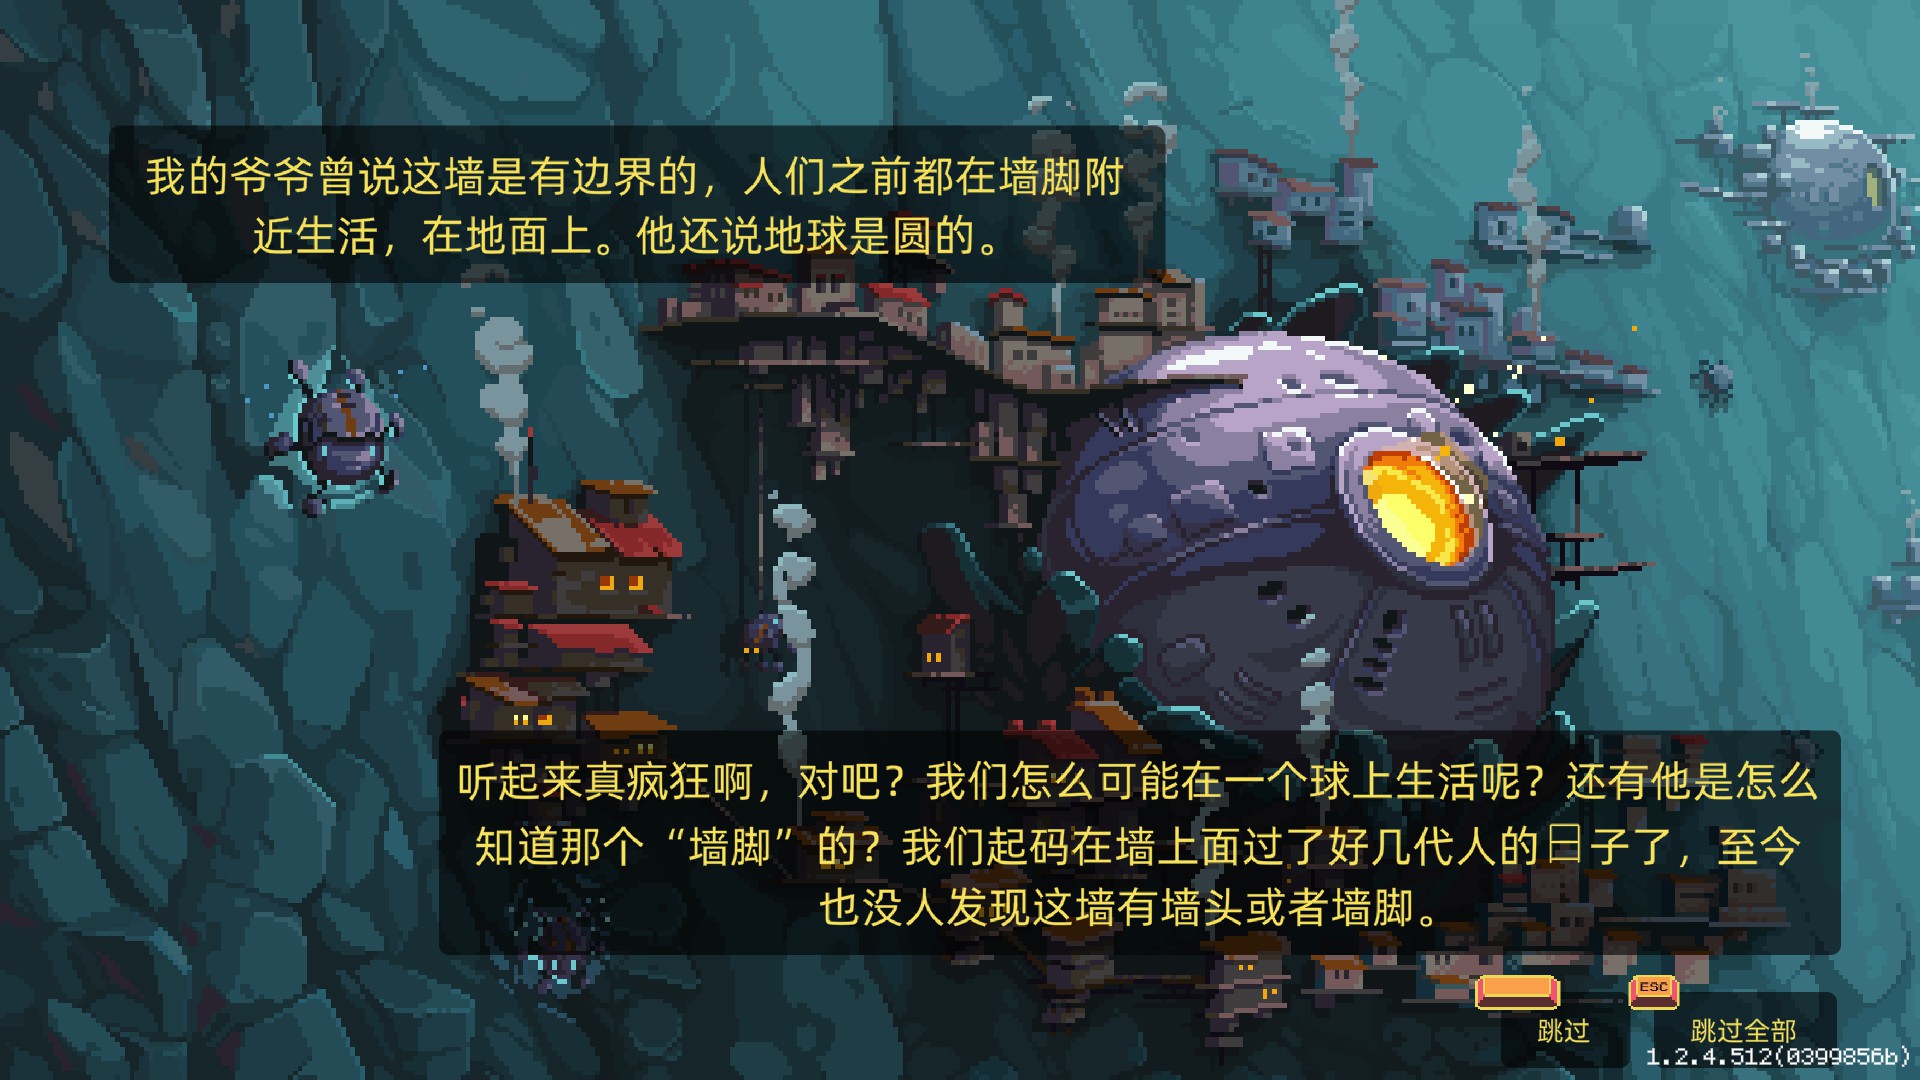 我的爷爷曾说这墙是有边界的，人们之前都在墙脚附
近生活，在地面上。他还说地球是圆的。
听起来真疯狂啊，对吧？我们怎么可能在一个球上生活呢？还有他是怎么
知道那个“墙脚”的？我们起码在墙上面过了好几代人的日子了，至今
也没人发现这墙有墙头或者墙脚。
ESC
跳过
跳过全部
1.2.4.512(0399856b)